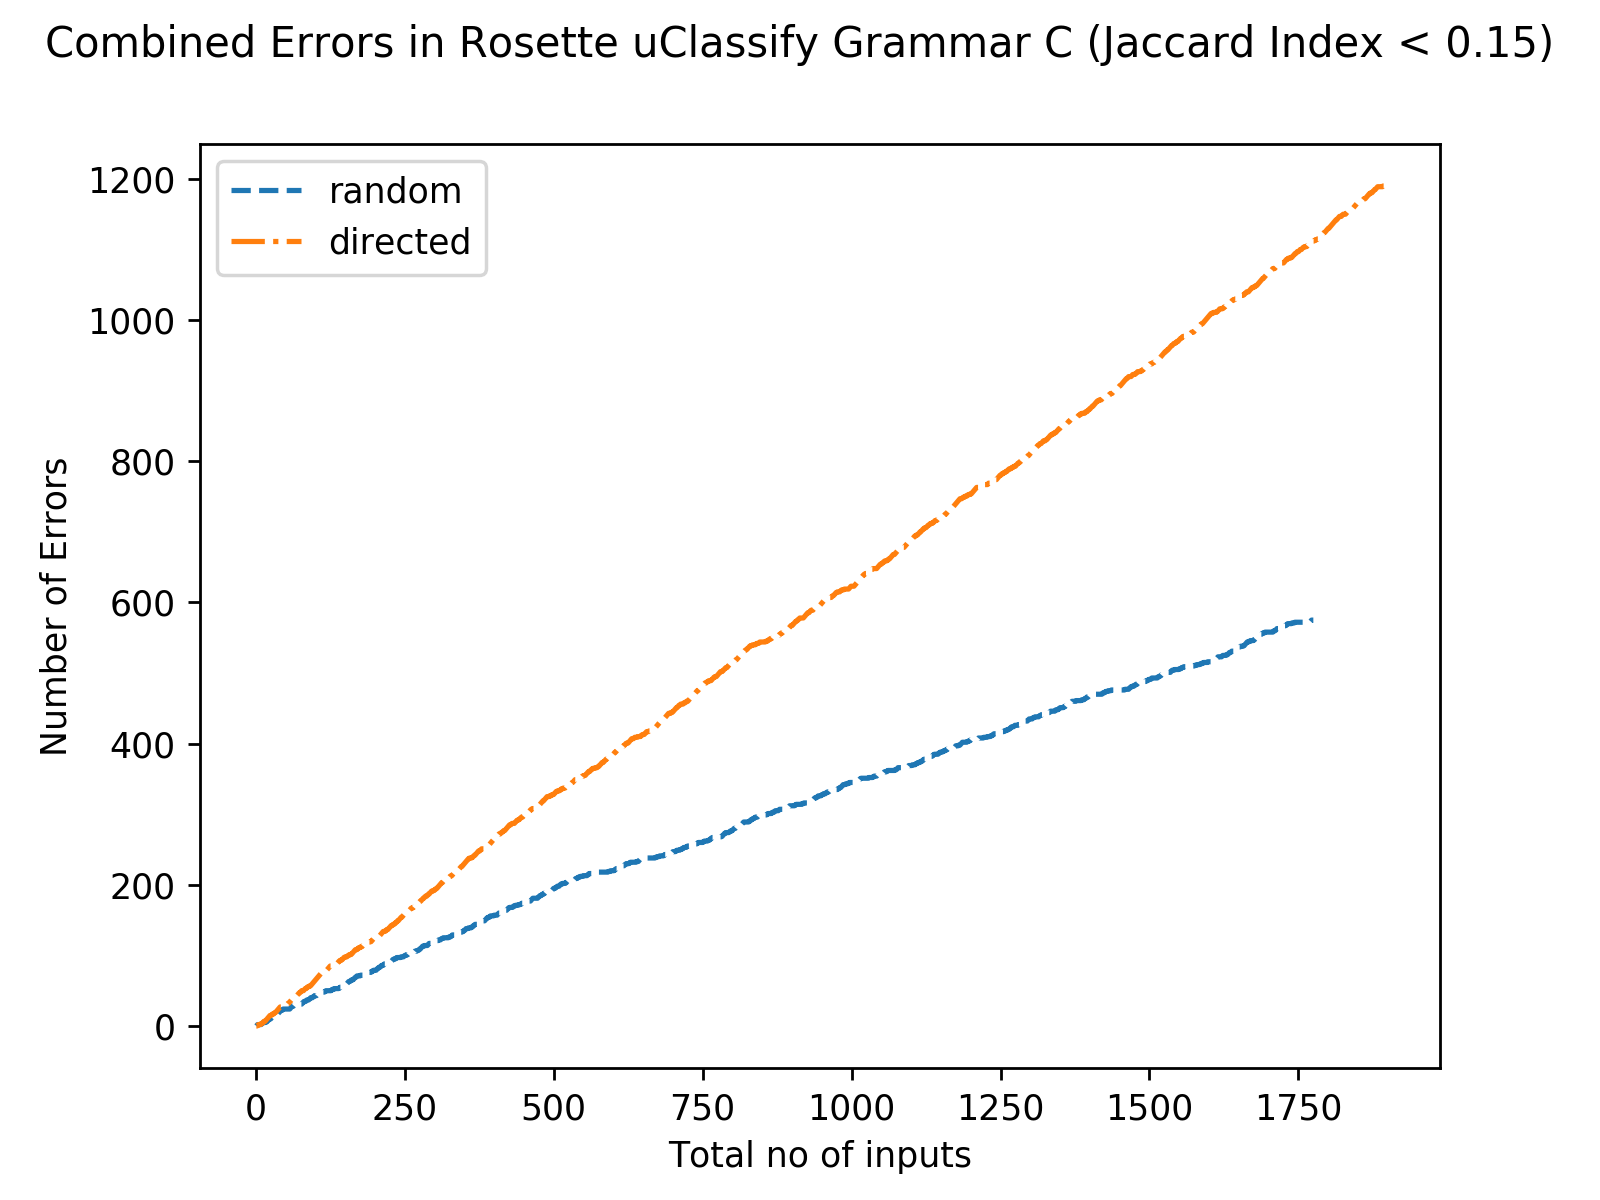 Combined Errors in Rosette uClassify Grammar C (Jaccard Index < 0.15)
random
directed
1200
1000
800
600
400
200
0
Number of Errors
0 250 500 750 1000 1250 1500 1750
Total no of inputs